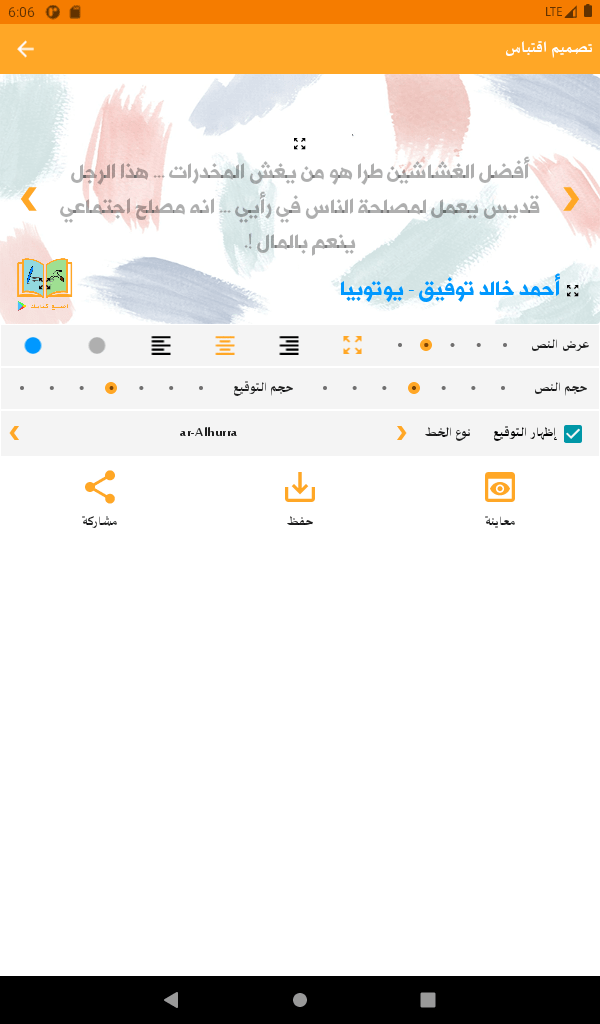 6:06
LTE
تصميم اقتباس
أفضل الغشاشين طرا هو من يغش المخدرات ... هذا الرجل
قديس يعمل لمصلحة الناس في رأيي ... انه مصلح اجتماعي
ينعم بالمال !.
أحمد خالد توفيق - يوتوبيا
عرض النص
حجم النص
حجم التوقيع
إظهار التوقيع
نوع الخط
ar-Alhurra
معاينة
حفظ
مشاركة